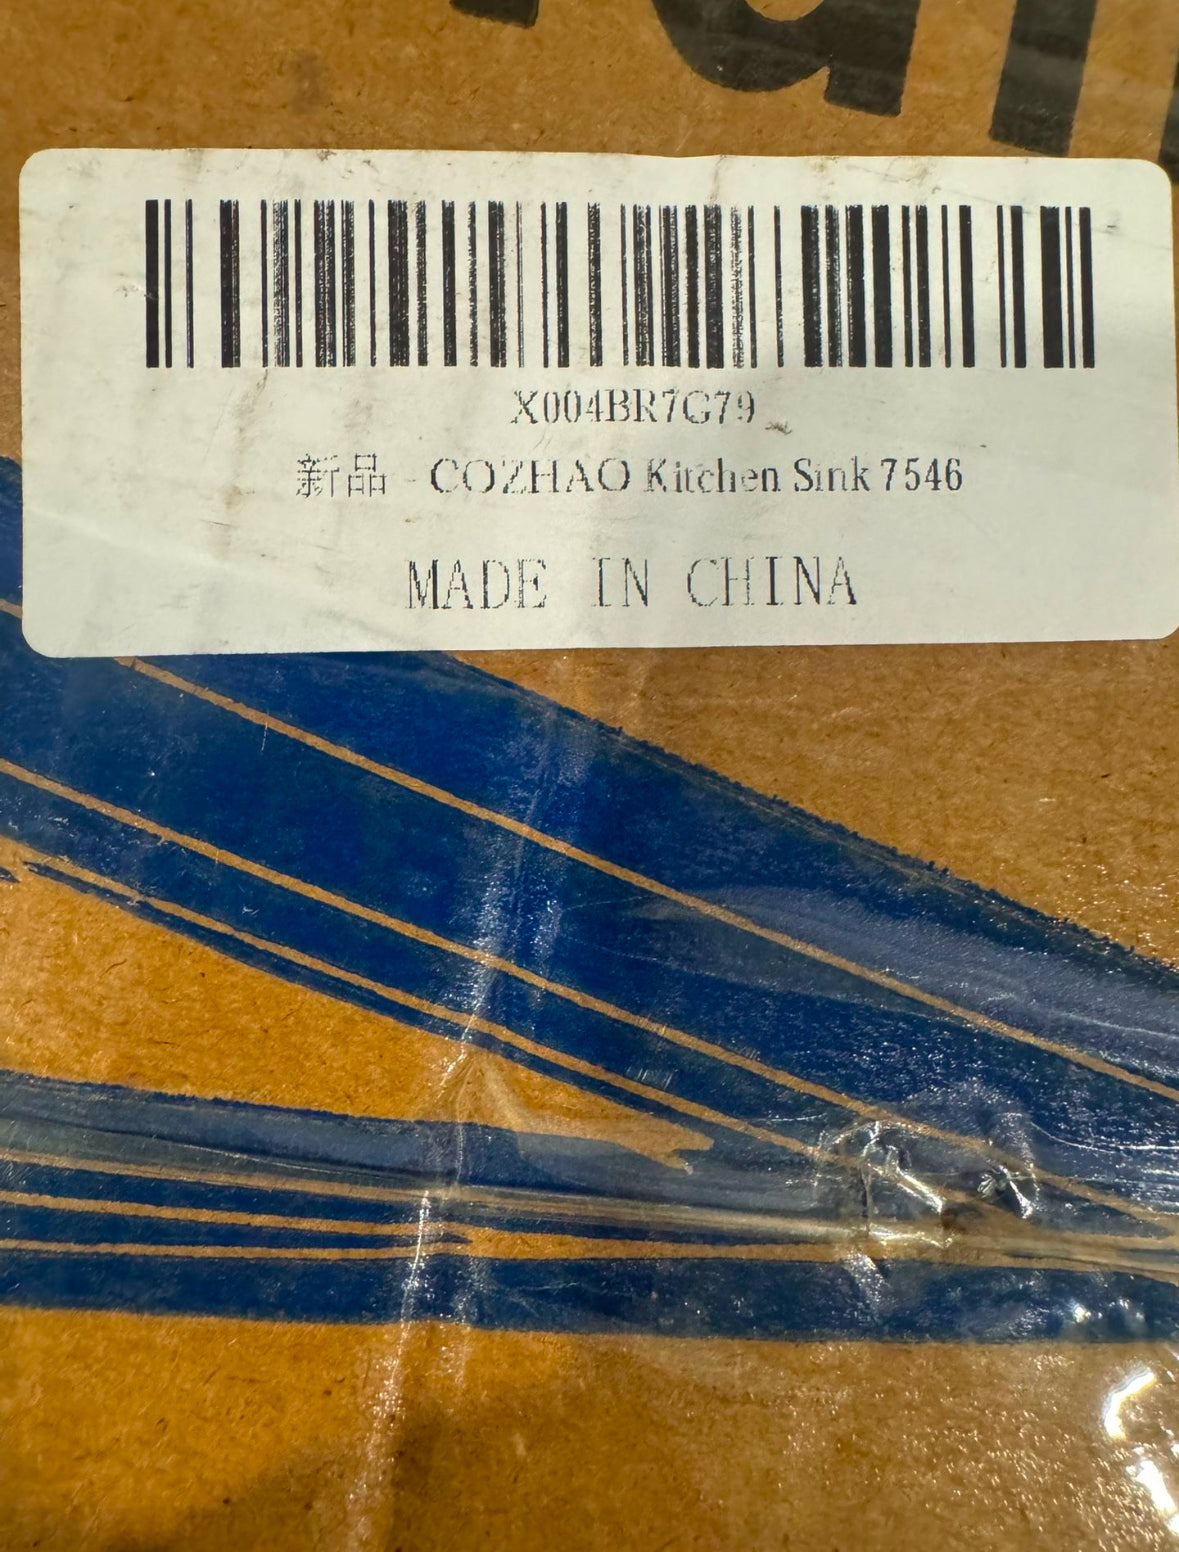 X004BR7G79
新品 - COZHAO Kitchen Sink 7546
MADE IN CHINA